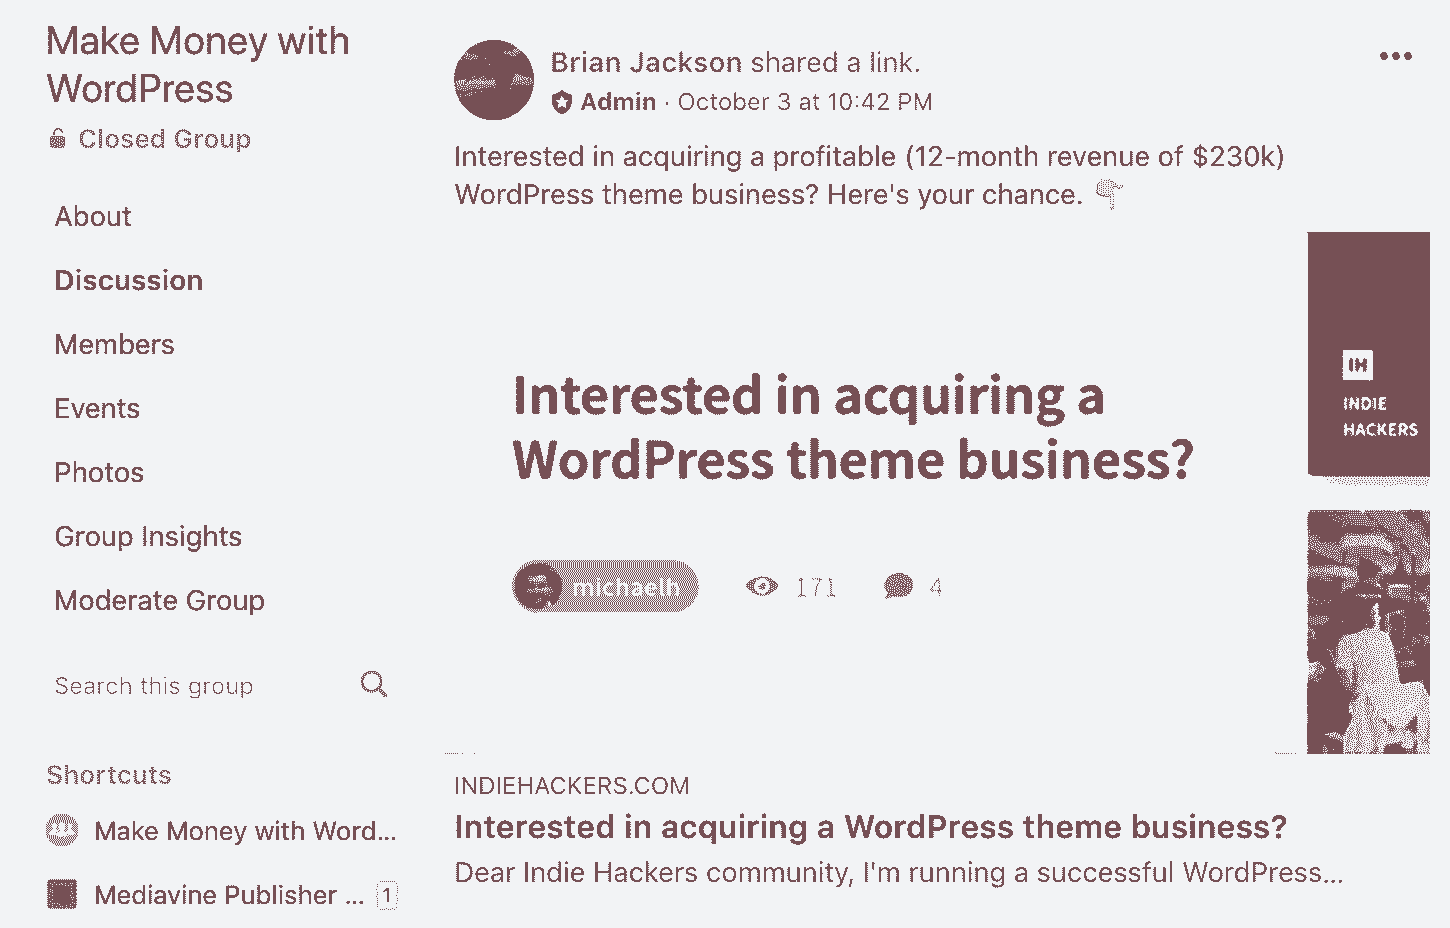 Make Money with
WordPress
Closed Group
About
Discussion
Members
Events
Photos
Group Insights
Moderate Group
Search this group
Shortcuts
Make Money with Word...
Mediavine Publisher ... 1
Brian Jackson shared a link.
Admin · October 3 at 10:42 PM
Interested in acquiring a profitable (12-month revenue of $230k)
WordPress theme business? Here's your chance. 👇
Interested in acquiring a
WordPress theme business?
michaelh 171 4
IH
INDIE
HACKERS
INDIEHACKERS.COM
Interested in acquiring a WordPress theme business?
Dear Indie Hackers community, I'm running a successful WordPress...